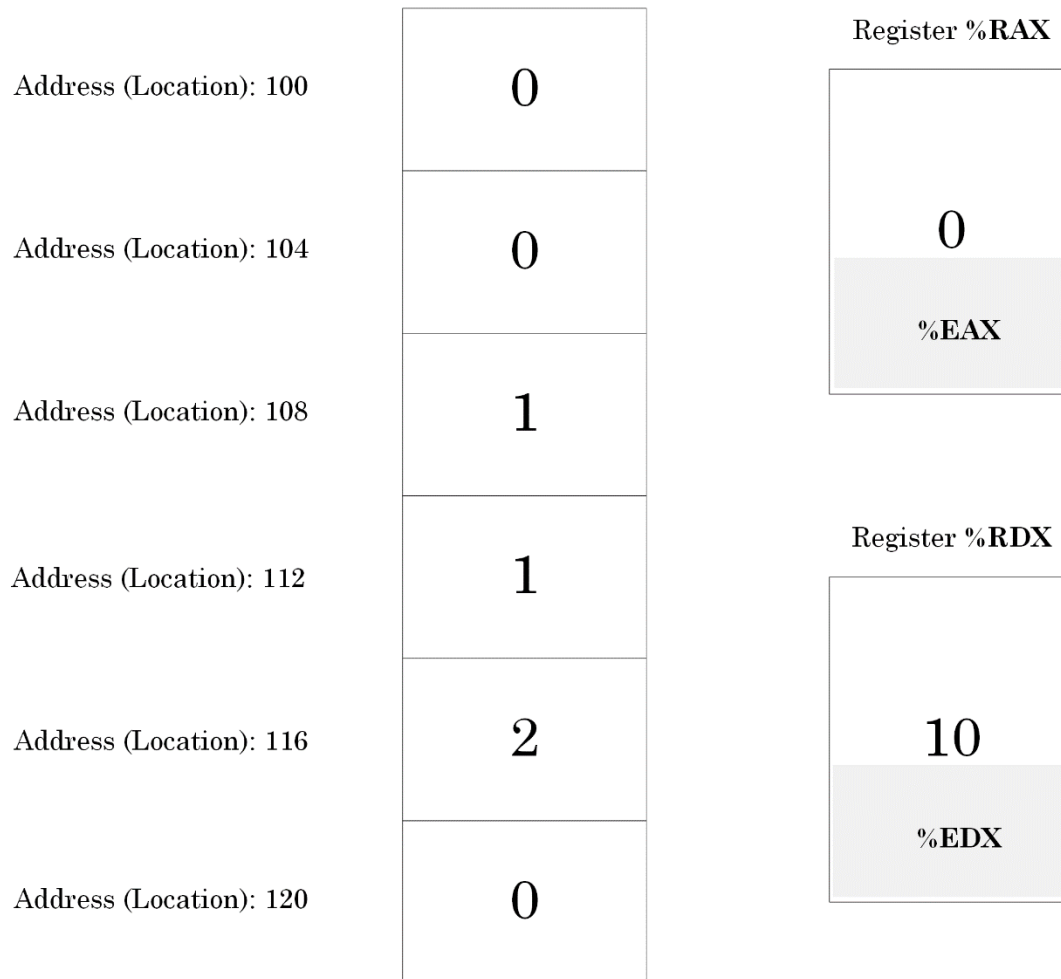 Address (Location): 100
0
Address (Location): 104
0
Address (Location): 108
1
Address (Location): 112
1
Address (Location): 116
2
Address (Location): 120
0
Register %RAX
0
%EAX
Register %RDX
10
%EDX